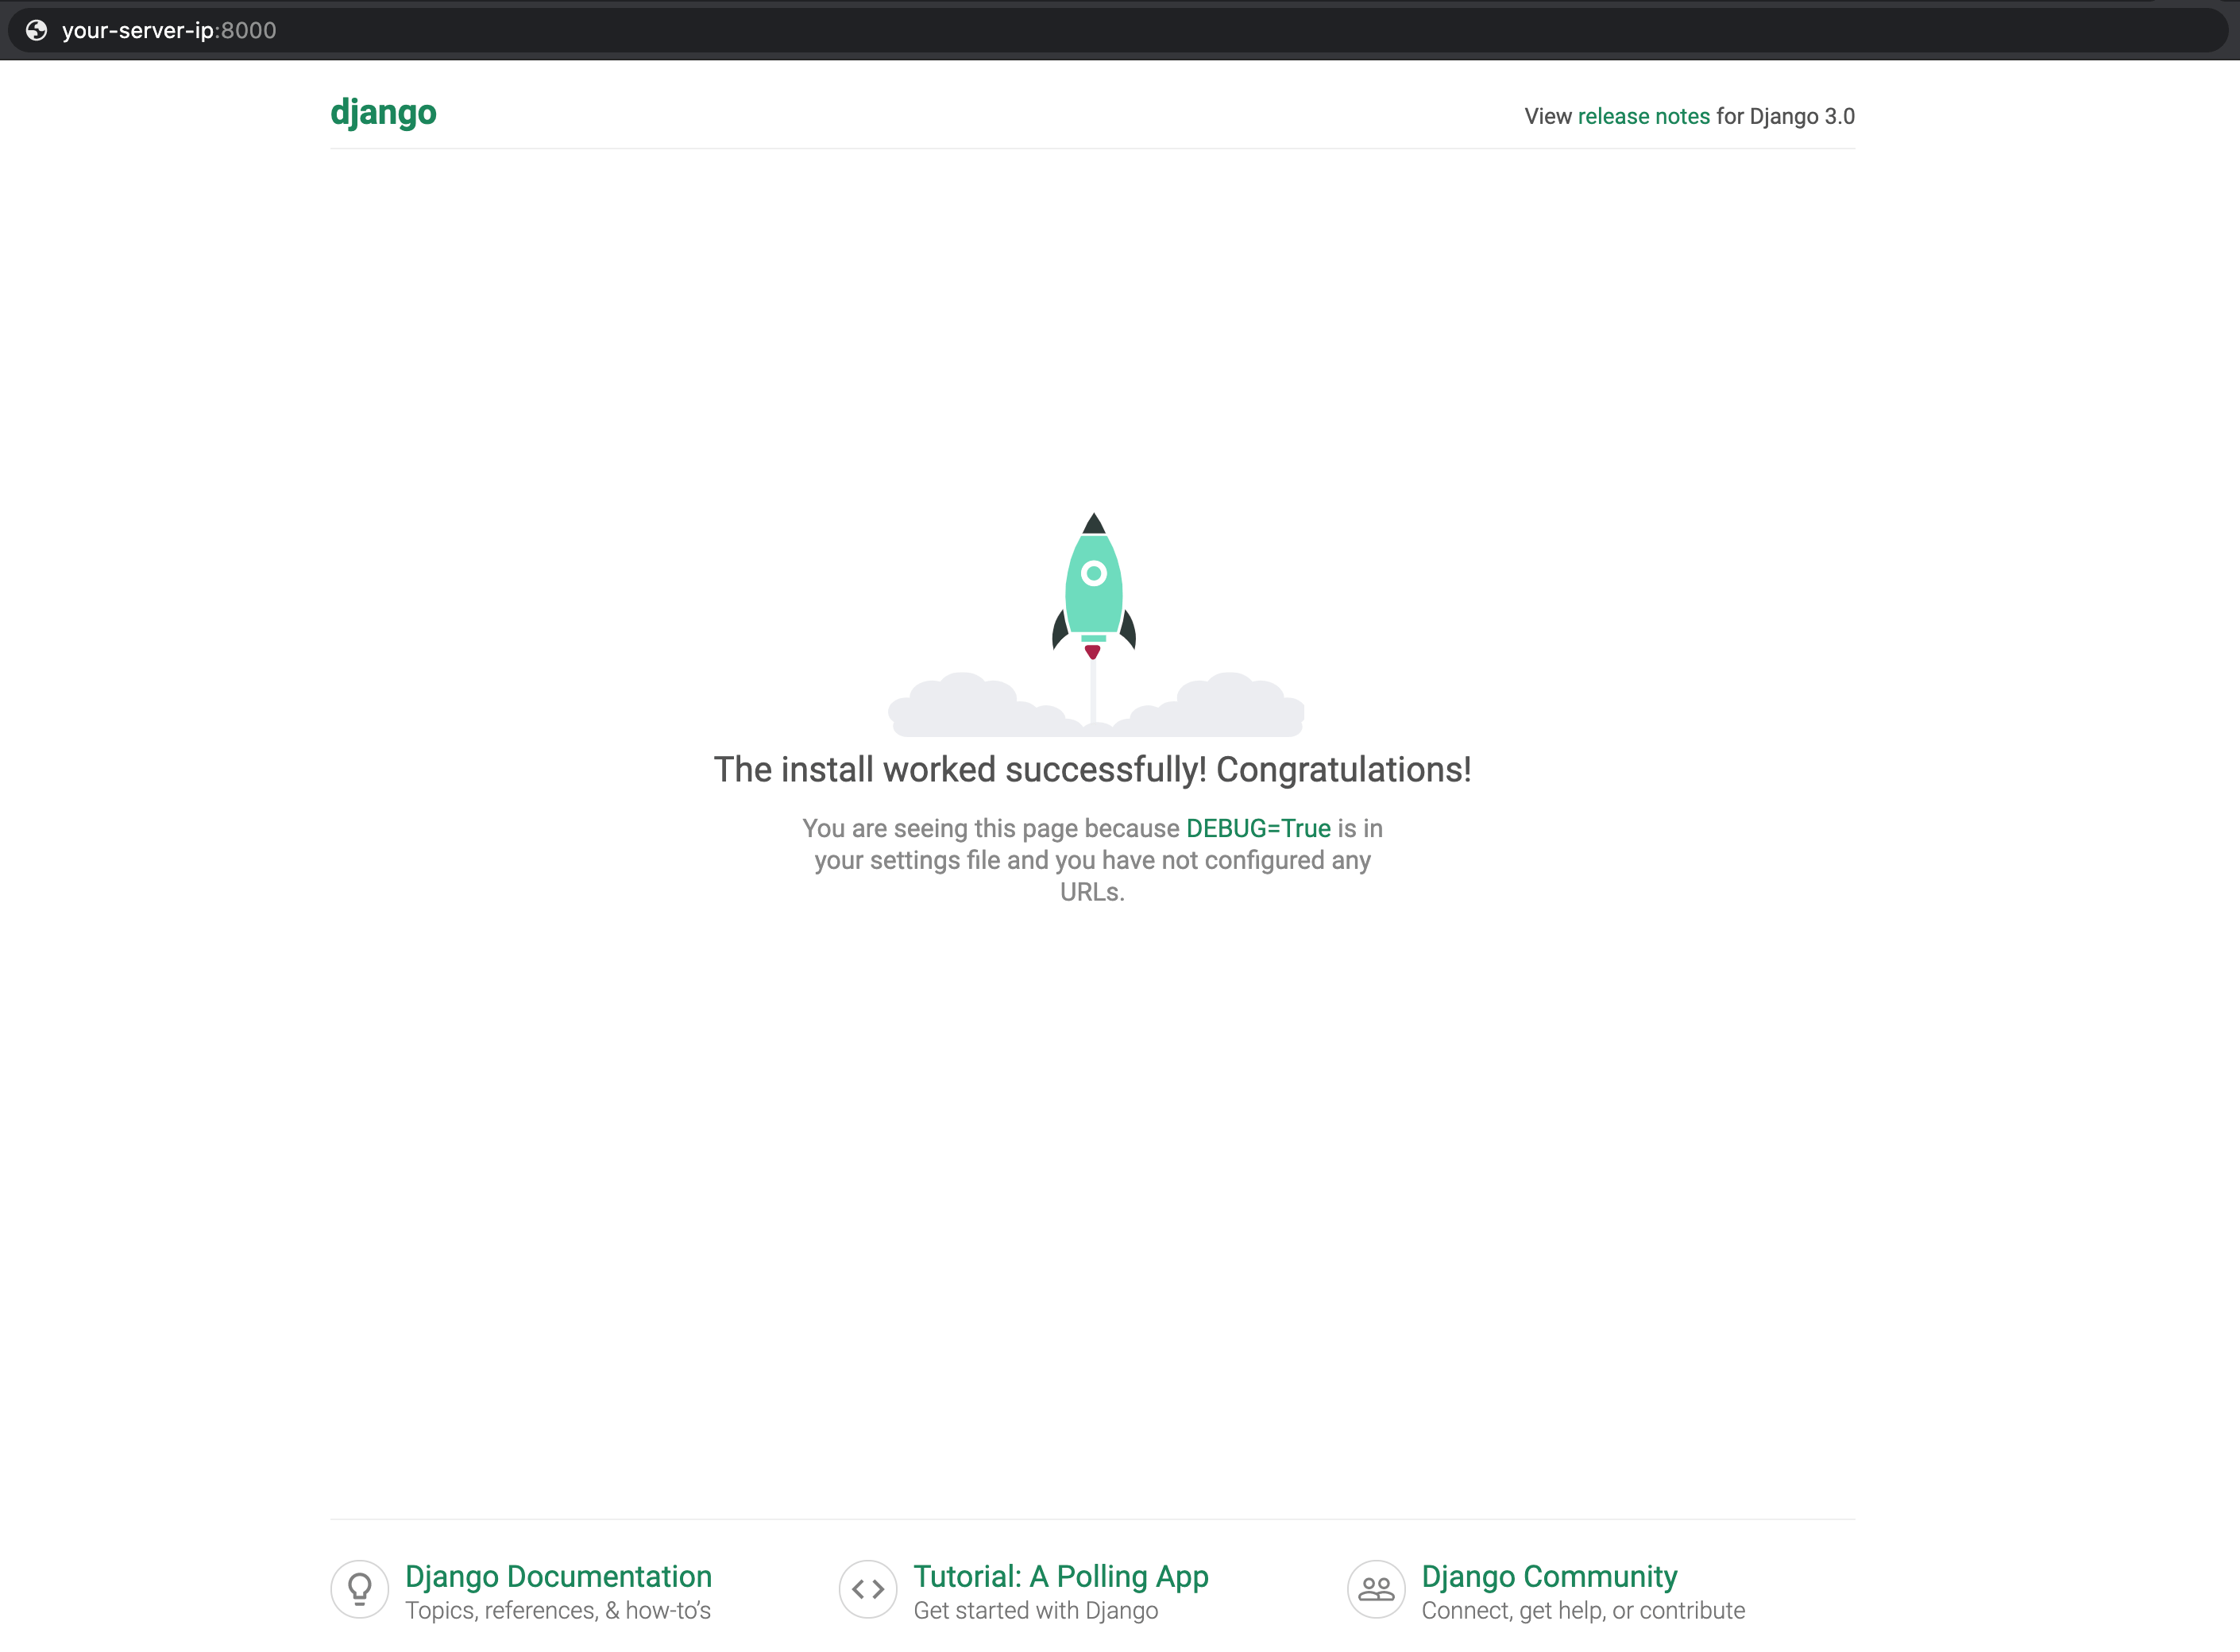 your-server-ip:8000
django
View release notes for Django 3.0
The install worked successfully! Congratulations!
You are seeing this page because DEBUG=True is in
your settings file and you have not configured any
URLs.
Django Documentation
Topics, references, & how-to’s
Tutorial: A Polling App
Get started with Django
Django Community
Connect, get help, or contribute